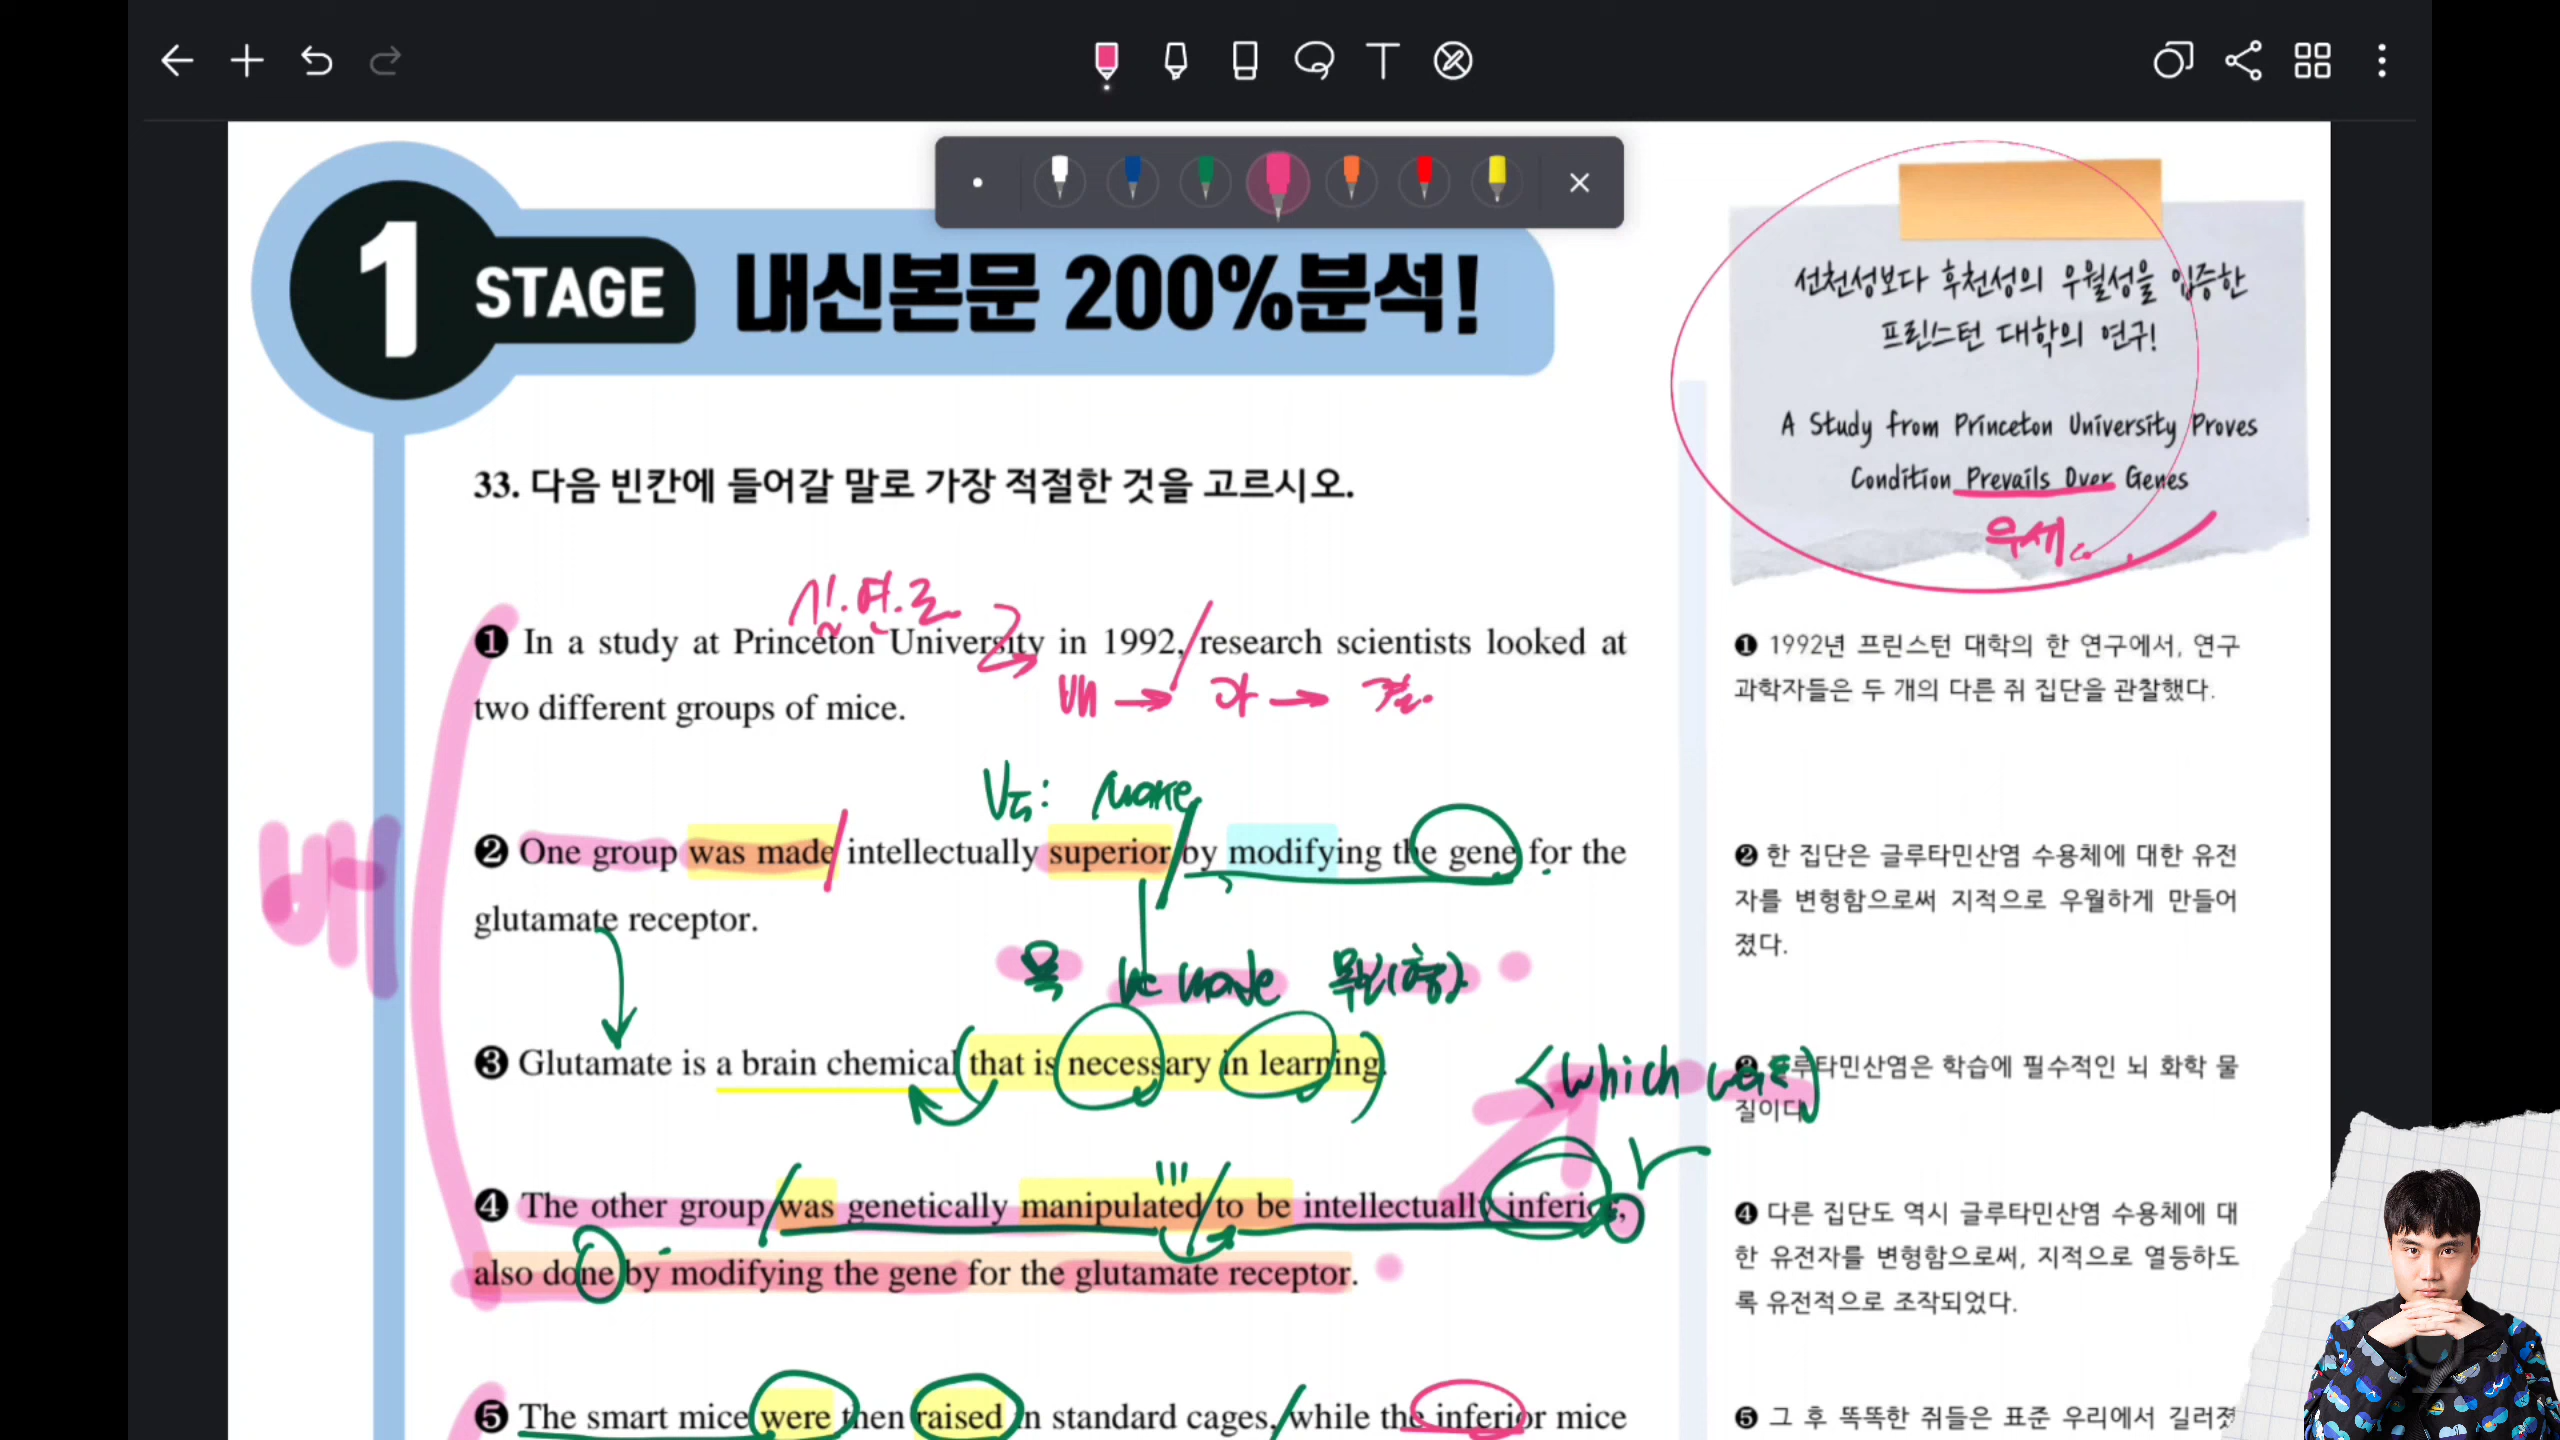 1 STAGE 내신본문 200%분석!
선천성보다 후천성의 우월성을 입증한
프린스턴 대학의 연구!
A Study from Princeton University Proves
Condition Prevails Over Genes
우세
33. 다음 빈칸에 들어갈 말로 가장 적절한 것을 고르시오.
실.연.로
❶ In a study at Princeton University in 1992, research scientists looked at
two different groups of mice.
배 → 과 → 결.
V5: make
❷ One group was made intellectually superior by modifying the gene for the
glutamate receptor.
배
목 be made 목보(형).
❸ Glutamate is a brain chemical that is necessary in learning.
<which was>
❹ The other group was genetically manipulated to be intellectually inferior,
also done by modifying the gene for the glutamate receptor.
❺ The smart mice were then raised in standard cages, while the inferior mice
❶ 1992년 프린스턴 대학의 한 연구에서, 연구
과학자들은 두 개의 다른 쥐 집단을 관찰했다.
❷ 한 집단은 글루타민산염 수용체에 대한 유전
자를 변형함으로써 지적으로 우월하게 만들어
졌다.
❸ 글루타민산염은 학습에 필수적인 뇌 화학 물
질이다.
❹ 다른 집단도 역시 글루타민산염 수용체에 대
한 유전자를 변형함으로써, 지적으로 열등하도
록 유전적으로 조작되었다.
❺ 그 후 똑똑한 쥐들은 표준 우리에서 길러졌